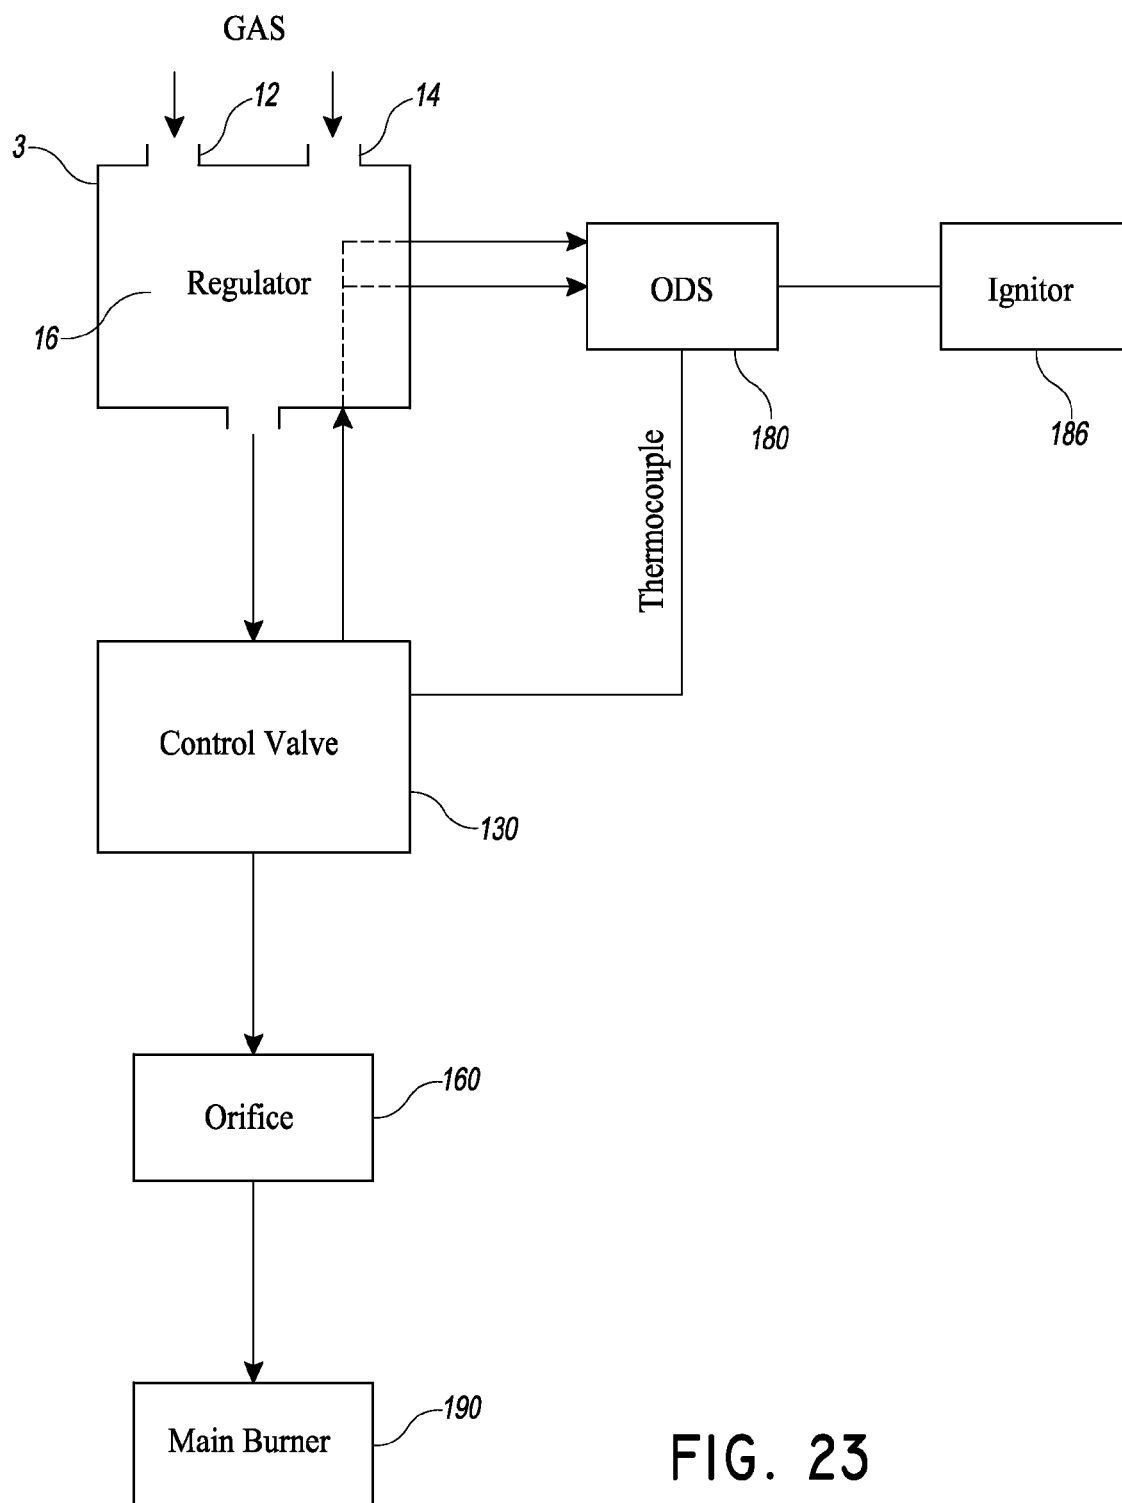 GAS
12
14
3
Regulator
16
ODS
180
Ignitor
186
Thermocouple
Control Valve
130
Orifice
160
Main Burner
190
FIG. 23